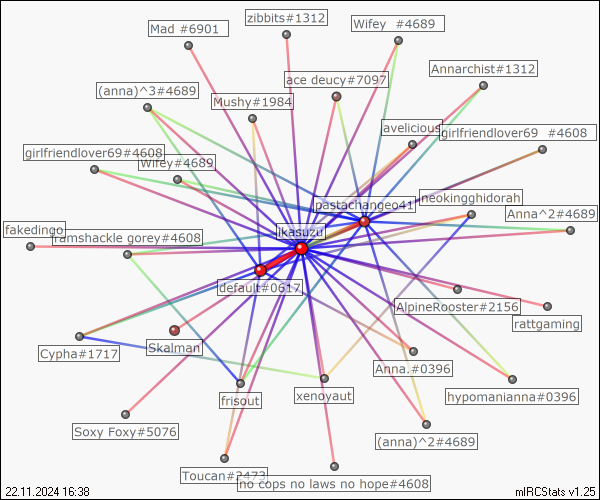 zibbits#1312
Mad #6901
Wifey  #4689
Annarchist#1312
ace deucy#7097
(anna)^3#4689
Mushy#1984
avelicious
girlfriendlover69  #4608
girlfriendlover69#4608
Wifey#4689
pastachangeo41
neokingghidorah
Anna^2#4689
fakedingo
ramshackle gorey#4608
ikasuzu
default#0617
AlpineRooster#2156
rattgaming
Cypha#1717
Skalman
Anna.#0396
hypomanianna#0396
frisout
xenoyaut
Soxy Foxy#5076
(anna)^2#4689
Toucan#2473
no cops no laws no hope#4608
22.11.2024 16:38
mIRCStats v1.25